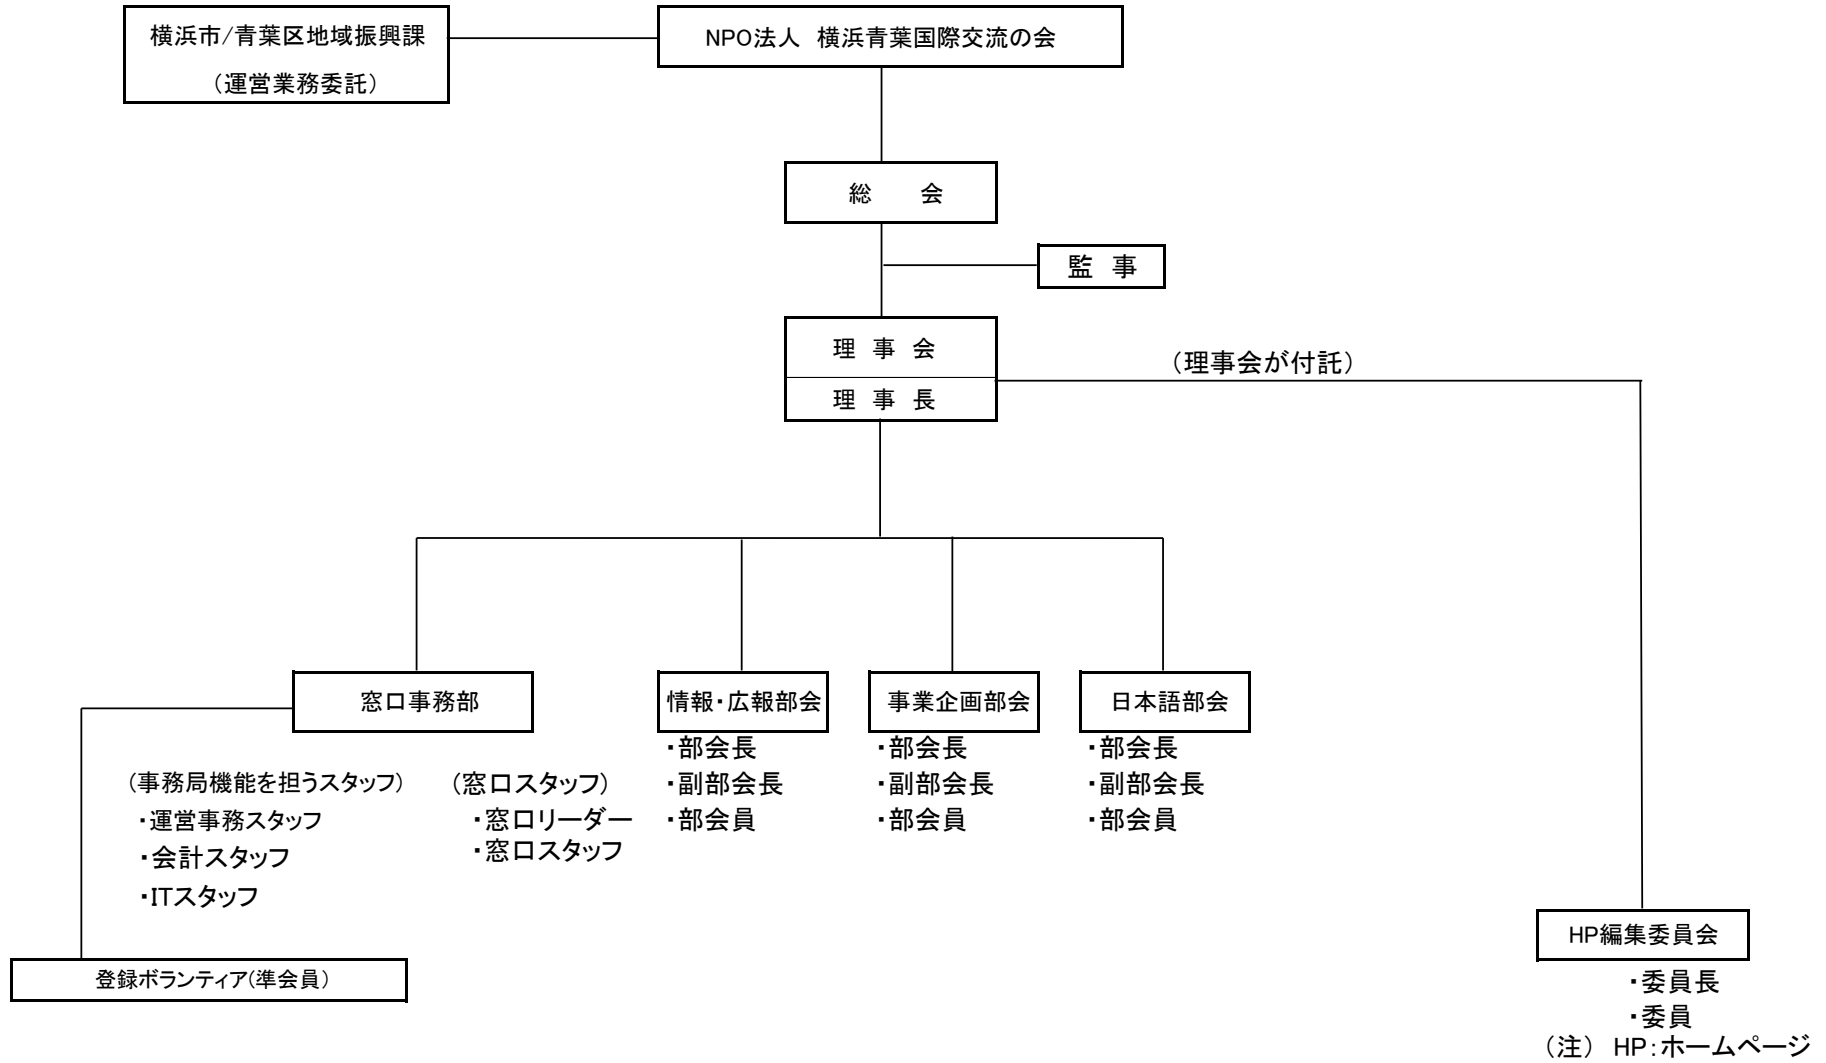 横浜市/青葉区地域振興課
（運営業務委託）
NPO法人　横浜青葉国際交流の会
総　　会
監　事
理　事　会
理　事　長
（理事会が付託）
窓口事務部
（事務局機能を担うスタッフ）
・運営事務スタッフ
・会計スタッフ
・ITスタッフ
（窓口スタッフ）
・窓口リーダー
・窓口スタッフ
登録ボランティア(準会員）
情報・広報部会
・部会長
・副部会長
・部会員
事業企画部会
・部会長
・副部会長
・部会員
日本語部会
・部会長
・副部会長
・部会員
HP編集委員会
・委員長
・委員
（注） HP：ホームページ